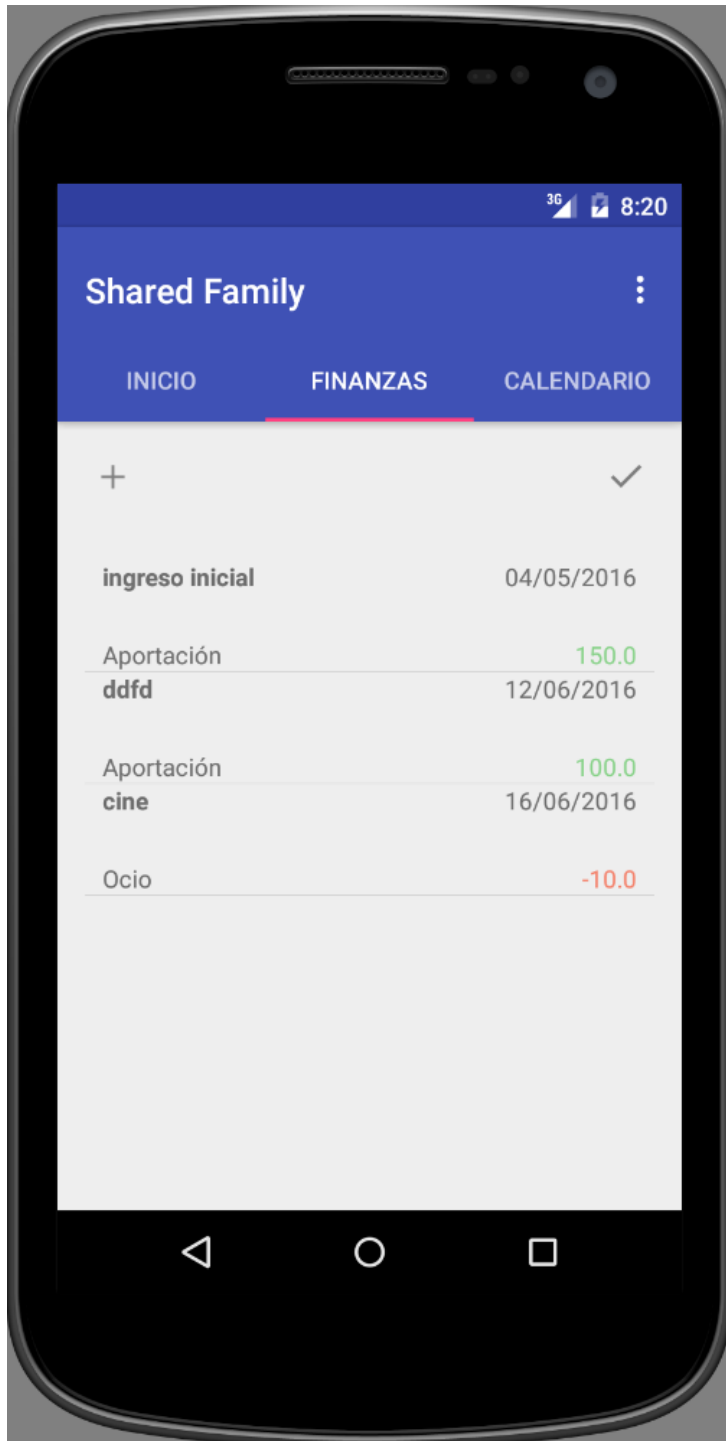 3G 8:20
Shared Family
INICIO FINANZAS CALENDARIO
ingreso inicial 04/05/2016
Aportación 150.0
ddfd 12/06/2016
Aportación 100.0
cine 16/06/2016
Ocio -10.0